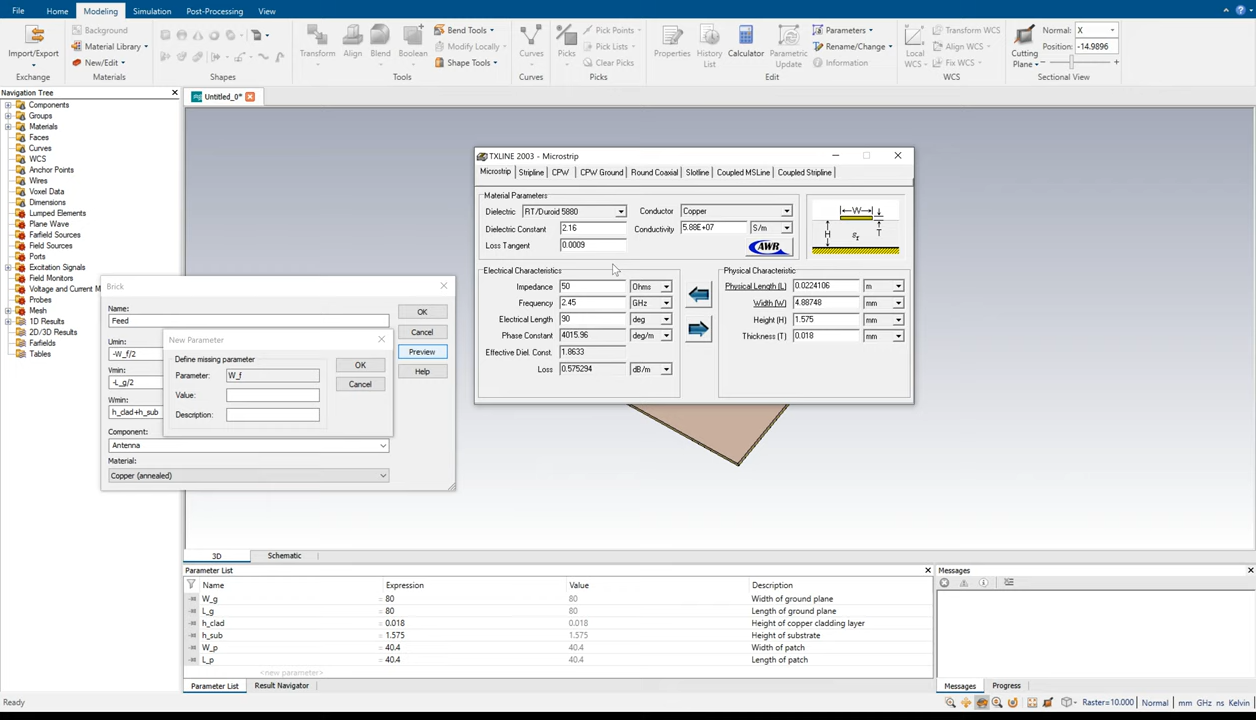 File Home Modeling Simulation Post-Processing View
Import/Export
Exchange
Background
Material Library
New/Edit
Materials
Shapes
Transform
Align
Blend
Boolean
Bend Tools
Modify Locally
Shape Tools
Tools
Curves
Curves
Picks
Pick Points
Pick Lists
Clear Picks
Picks
Properties
History
List
Calculator
Parametric
Update
Parameters
Rename/Change
Information
Edit
Local
WCS
Transform WCS
Align WCS
Fix WCS
WCS
Cutting
Plane
Normal: X
Position: -14.9896
Sectional View
Navigation Tree
Components
Groups
Materials
Faces
Curves
WCS
Anchor Points
Wires
Voxel Data
Dimensions
Lumped Elements
Plane Wave
Farfield Sources
Field Sources
Ports
Excitation Signals
Field Monitors
Voltage and Current M
Probes
Mesh
1D Results
2D/3D Results
Farfields
Tables
Untitled_0*
TXLINE 2003 - Microstrip
Microstrip Stripline CPW CPW Ground Round Coaxial Slotline Coupled MSLine Coupled Stripline
Material Parameters
Dielectric RT/Duroid 5880 Conductor Copper
Dielectric Constant 2.16 Conductivity 5.88E+07 S/m
Loss Tangent 0.0009 AWR
W
T
H
εr
Electrical Characteristics
Impedance 50 Ohms
Frequency 2.45 GHz
Electrical Length 90 deg
Phase Constant 4015.96 deg/m
Effective Diel. Const. 1.8633
Loss 0.575294 dB/m
Physical Characteristic
Physical Length (L) 0.0224106 m
Width (W) 4.88748 mm
Height (H) 1.575 mm
Thickness (T) 0.018 mm
Brick
Name:
Feed
OK
Cancel
Preview
Help
Umin:
-W_f/2
Vmin:
-L_g/2
Wmin:
h_clad+h_sub
Component:
Antenna
Material:
Copper (annealed)
New Parameter
Define missing parameter
Parameter: W_f
Value:
Description:
OK
Cancel
3D Schematic
Parameter List
Name Expression Value Description
W_g = 80 80 Width of ground plane
L_g = 80 80 Length of ground plane
h_clad = 0.018 0.018 Height of copper cladding layer
h_sub = 1.575 1.575 Height of substrate
W_p = 40.4 40.4 Width of patch
L_p = 40.4 40.4 Length of patch
<new parameter>
Parameter List Result Navigator
Messages
Messages Progress
Ready
Raster=10.000 Normal mm GHz ns Kelvin